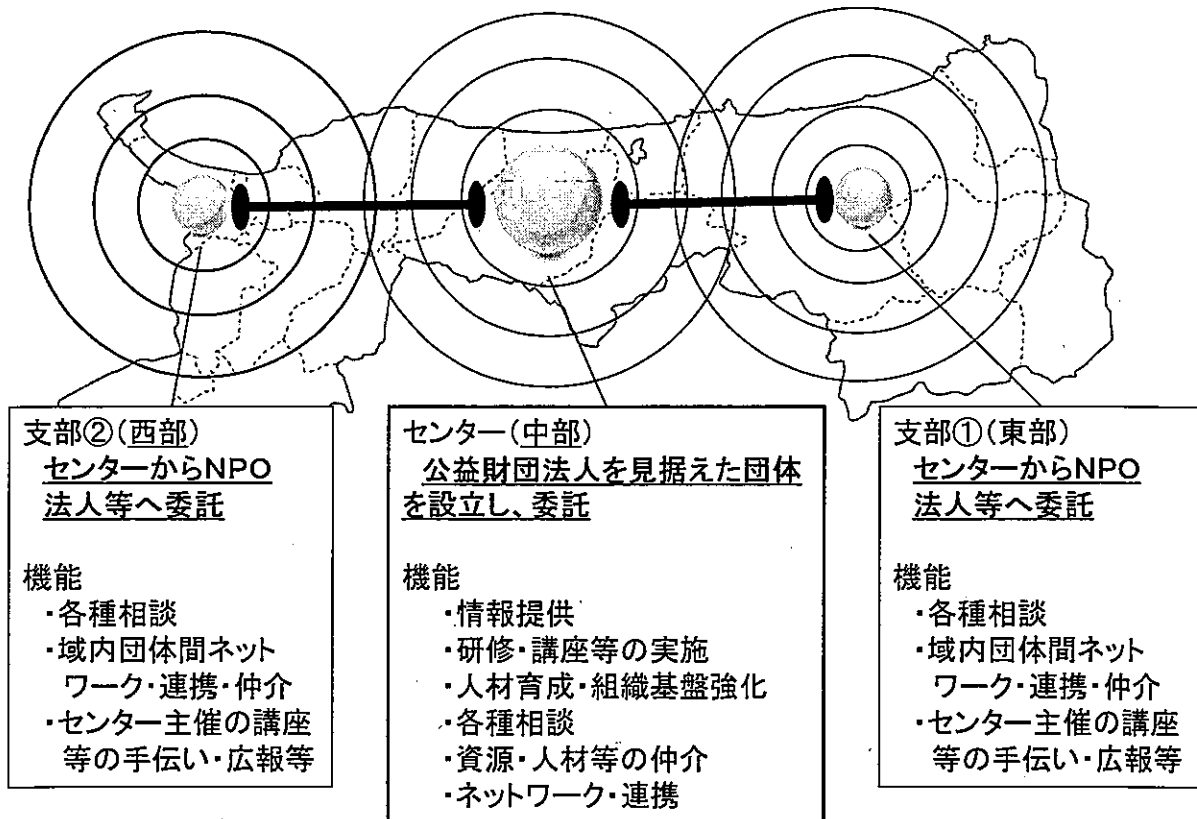 支部②(西部)
センターからNPO
法人等へ委託
機能
・各種相談
・域内団体間ネット
ワーク・連携・仲介
・センター主催の講座
等の手伝い・広報等
センター(中部)
公益財団法人を見据えた団体
を設立し、委託
機能
・情報提供
・研修・講座等の実施
・人材育成・組織基盤強化
・各種相談
・資源・人材等の仲介
・ネットワーク・連携
支部①(東部)
センターからNPO
法人等へ委託
機能
・各種相談
・域内団体間ネット
ワーク・連携・仲介
・センター主催の講座
等の手伝い・広報等